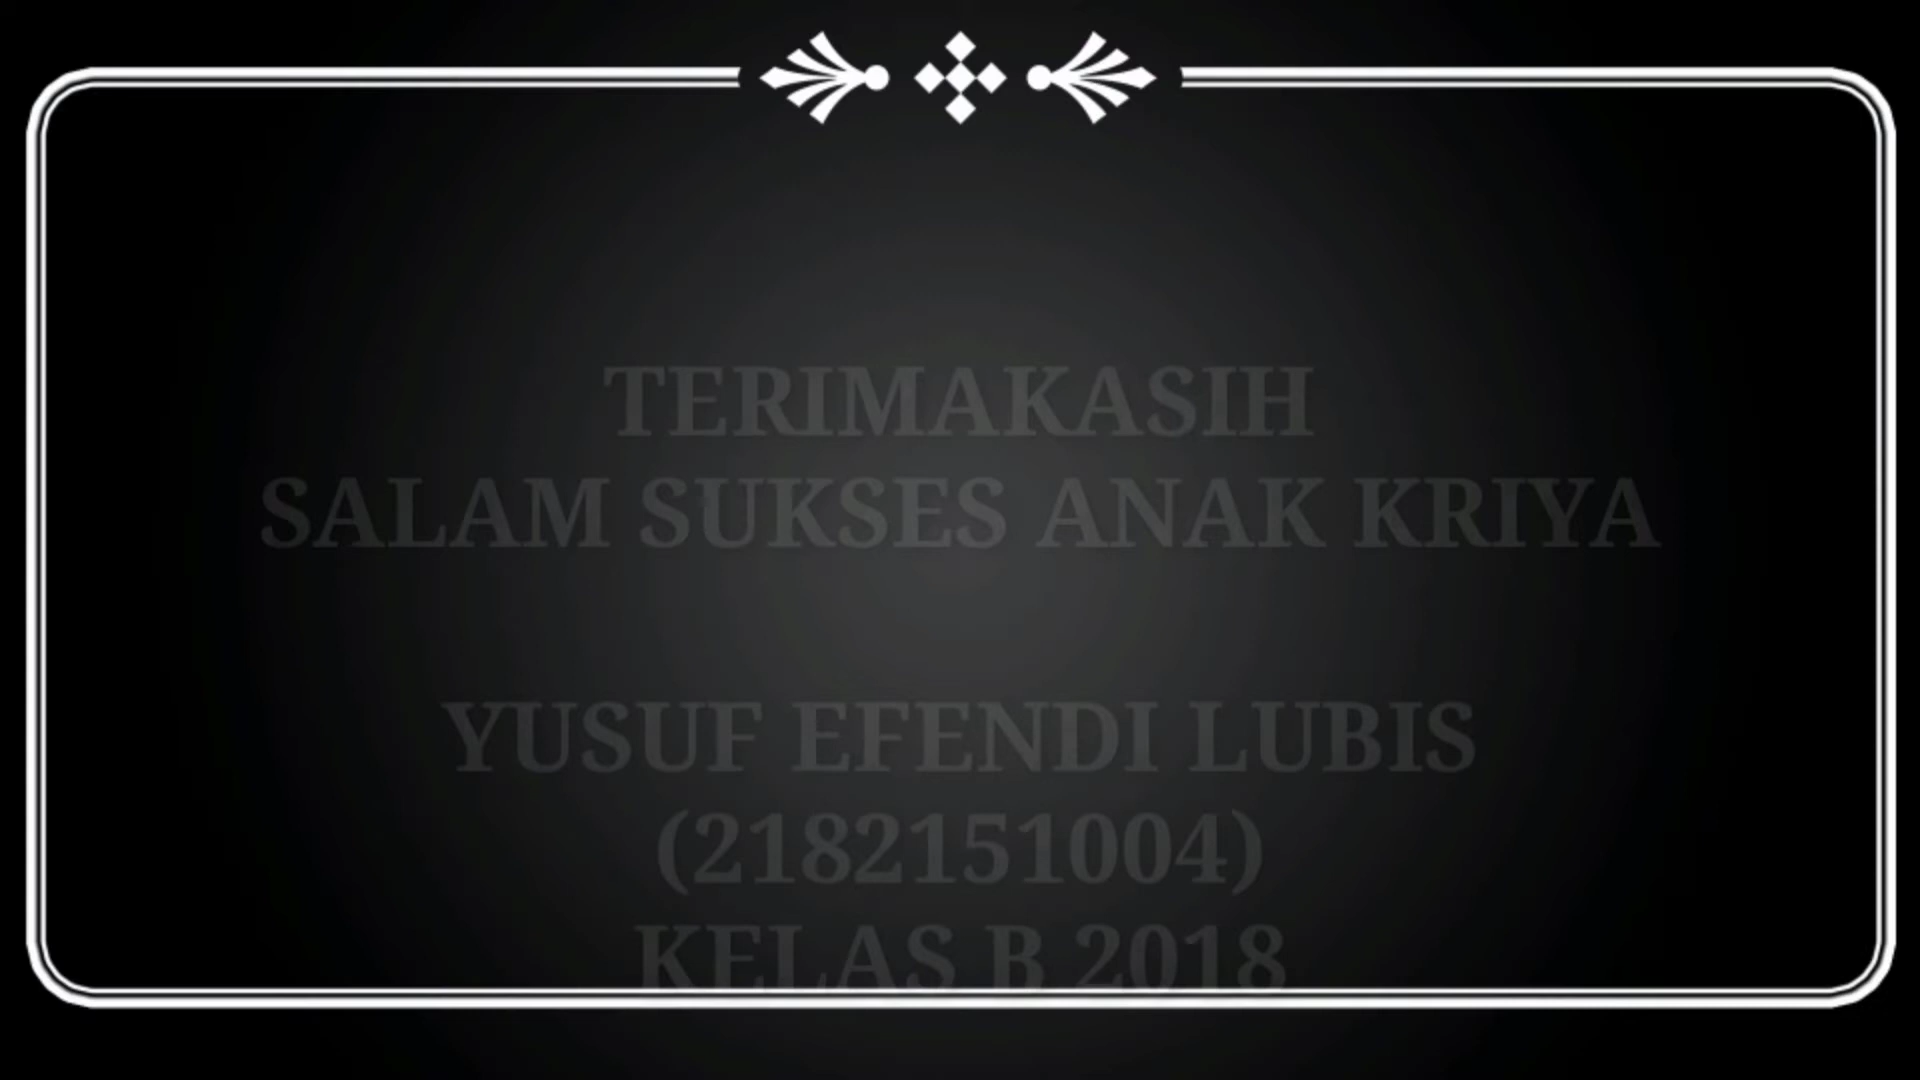 TERIMAKASIH
SALAM SUKSES ANAK KRIYA
YUSUF EFENDI LUBIS
(2182151004)
KELAS B 2018